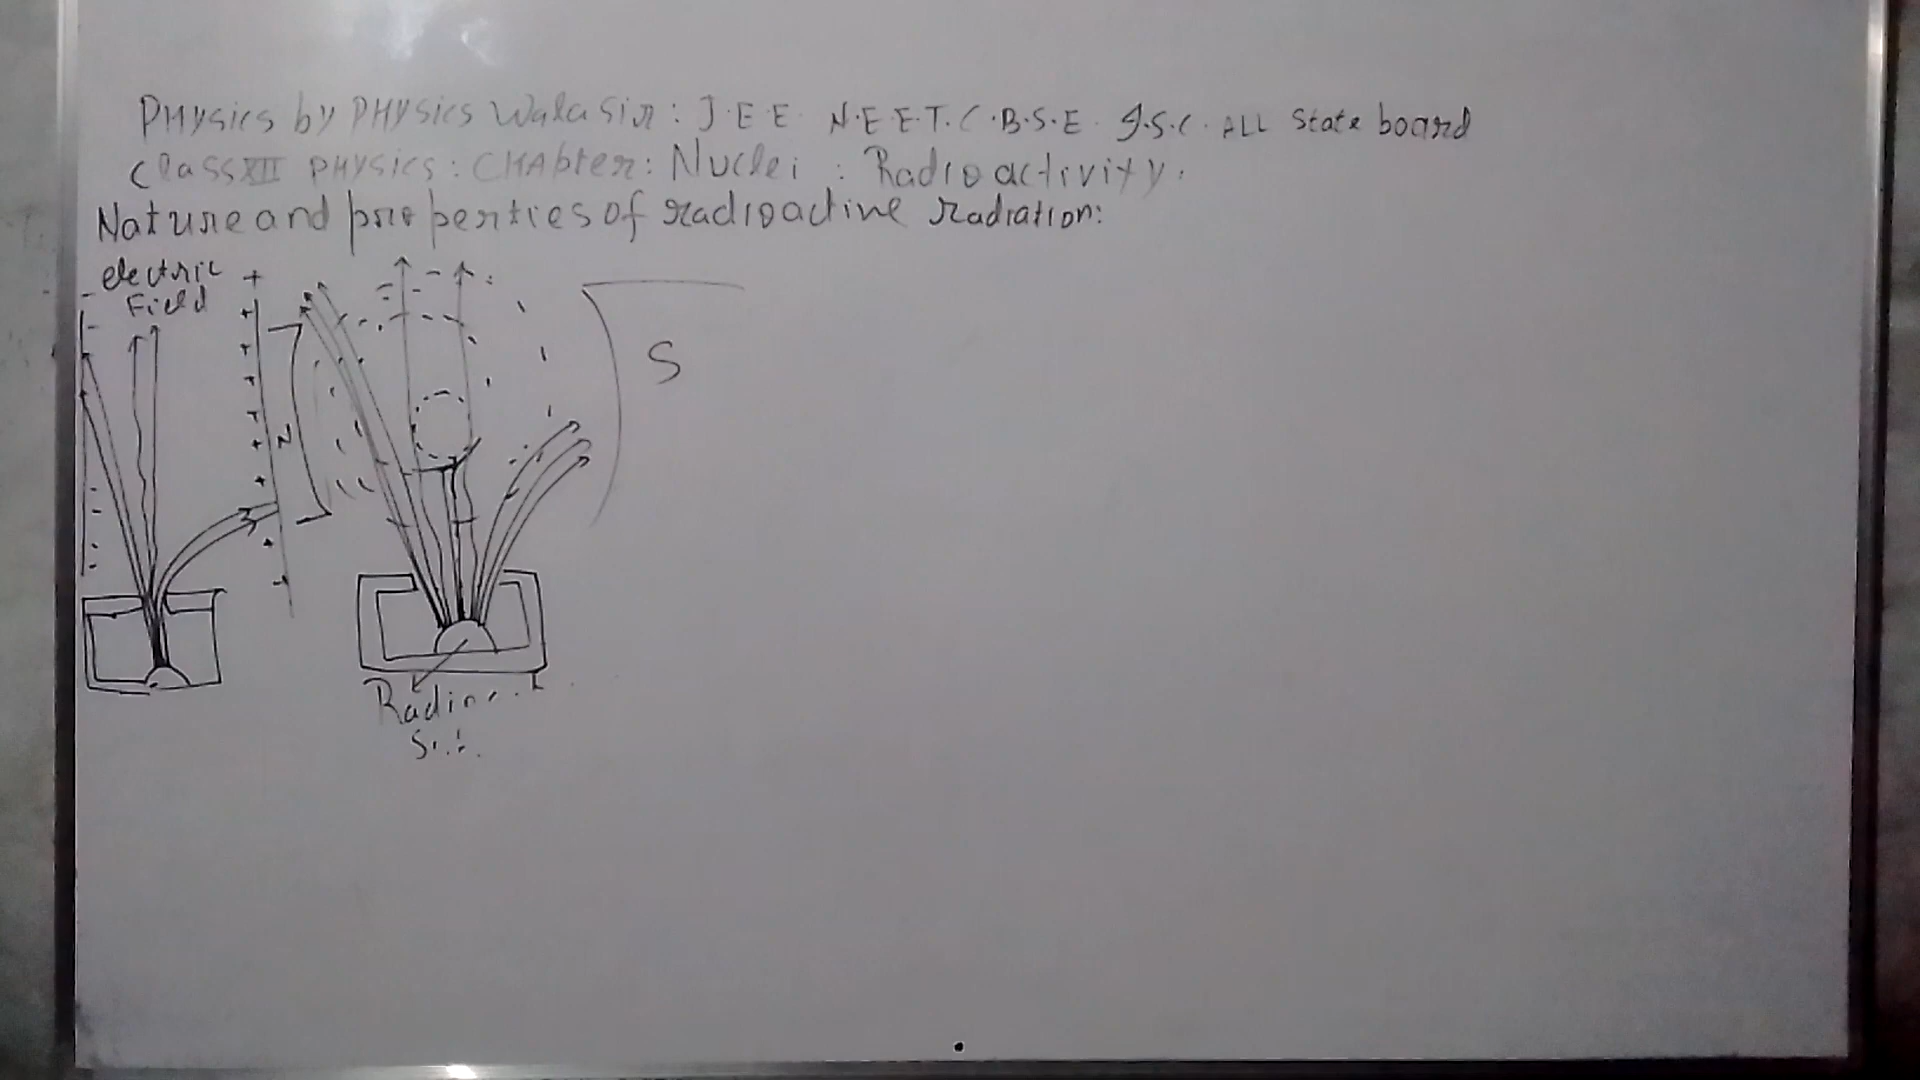 Physics by PHYsics Wala Sir: J.E.E. N.E.E.T. C.B.S.E. I.S.C. ALL State board
Class XII PHYSICS: CHApter: Nuclei : Radioactivity.
Nature and properties of radioactive radiation:
electric
Field
N
S